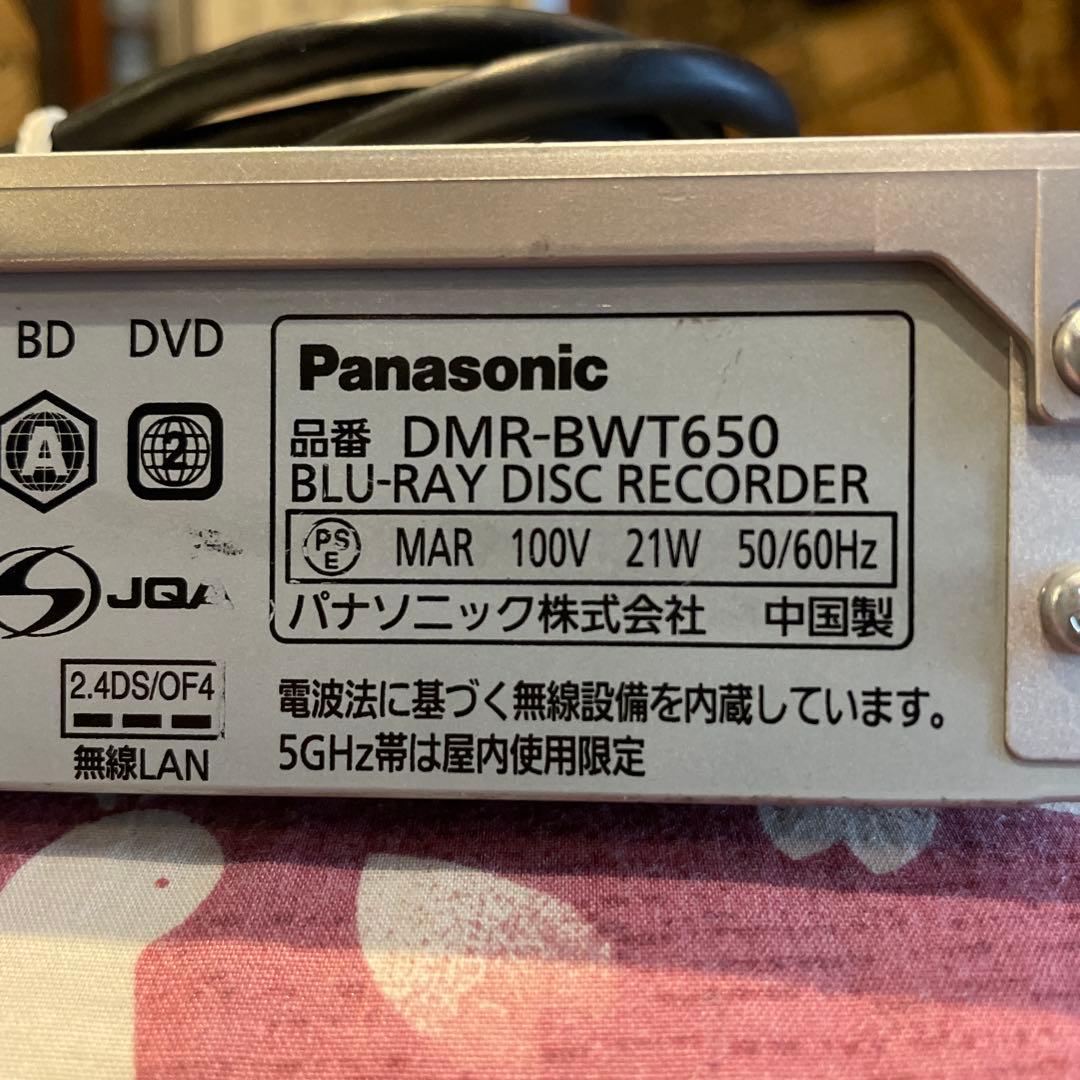 BD DVD
A 2
Panasonic
品番 DMR-BWT650
BLU-RAY DISC RECORDER
PSE MAR 100V 21W 50/60Hz
パナソニック株式会社 中国製
S JQA
2.4DS/OF4
無線LAN
電波法に基づく無線設備を内蔵しています。
5GHz帯は屋内使用限定